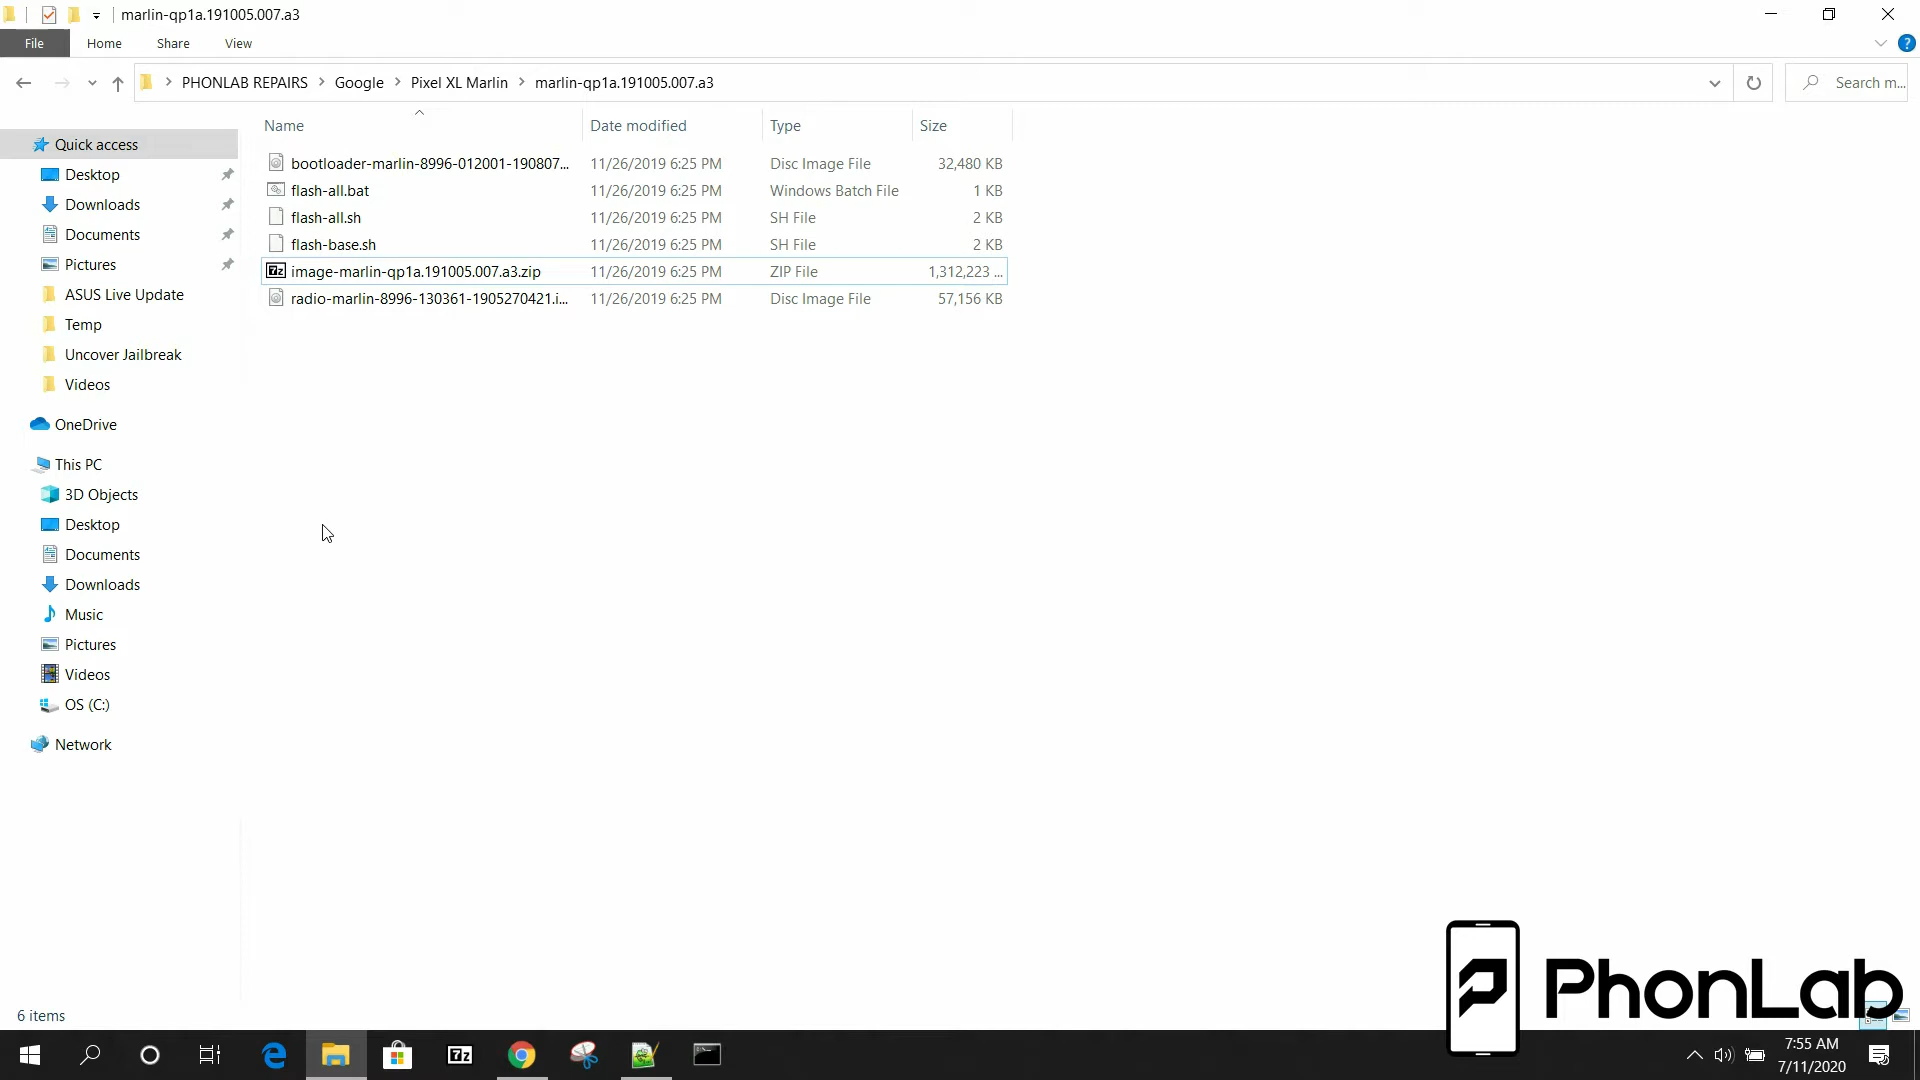 marlin-qp1a.191005.007.a3
File Home Share View
PHONLAB REPAIRS Google Pixel XL Marlin marlin-qp1a.191005.007.a3
Search m...
Name Date modified Type Size
bootloader-marlin-8996-012001-190807... 11/26/2019 6:25 PM Disc Image File 32,480 KB
flash-all.bat 11/26/2019 6:25 PM Windows Batch File 1 KB
flash-all.sh 11/26/2019 6:25 PM SH File 2 KB
flash-base.sh 11/26/2019 6:25 PM SH File 2 KB
7z image-marlin-qp1a.191005.007.a3.zip 11/26/2019 6:25 PM ZIP File 1,312,223 ...
radio-marlin-8996-130361-1905270421.i... 11/26/2019 6:25 PM Disc Image File 57,156 KB
Quick access
Desktop
Downloads
Documents
Pictures
ASUS Live Update
Temp
Uncover Jailbreak
Videos
OneDrive
This PC
3D Objects
Desktop
Documents
Downloads
Music
Pictures
Videos
OS (C:)
Network
6 items
PhonLab
7z
7:55 AM
7/11/2020